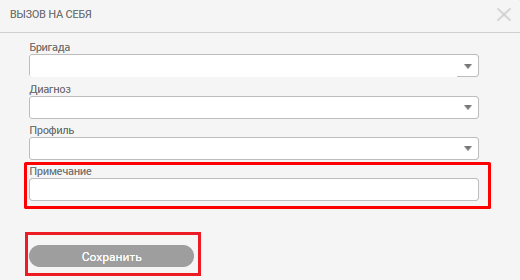 ВЫЗОВ НА СЕБЯ
Бригада
Диагноз
Профиль
Примечание
Сохранить